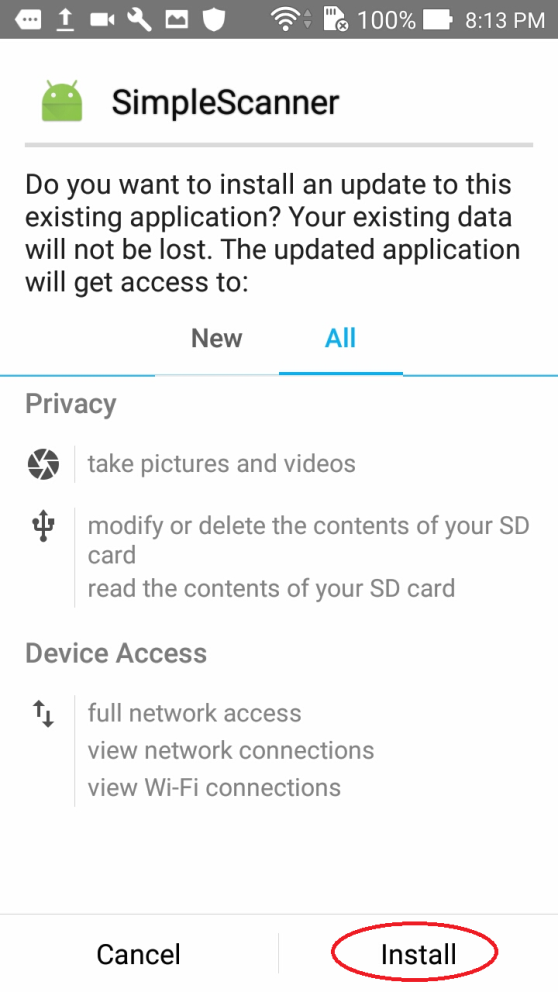 100% 8:13 PM
SimpleScanner
Do you want to install an update to this
existing application? Your existing data
will not be lost. The updated application
will get access to:
New All
Privacy
take pictures and videos
modify or delete the contents of your SD
card
read the contents of your SD card
Device Access
full network access
view network connections
view Wi-Fi connections
Cancel Install